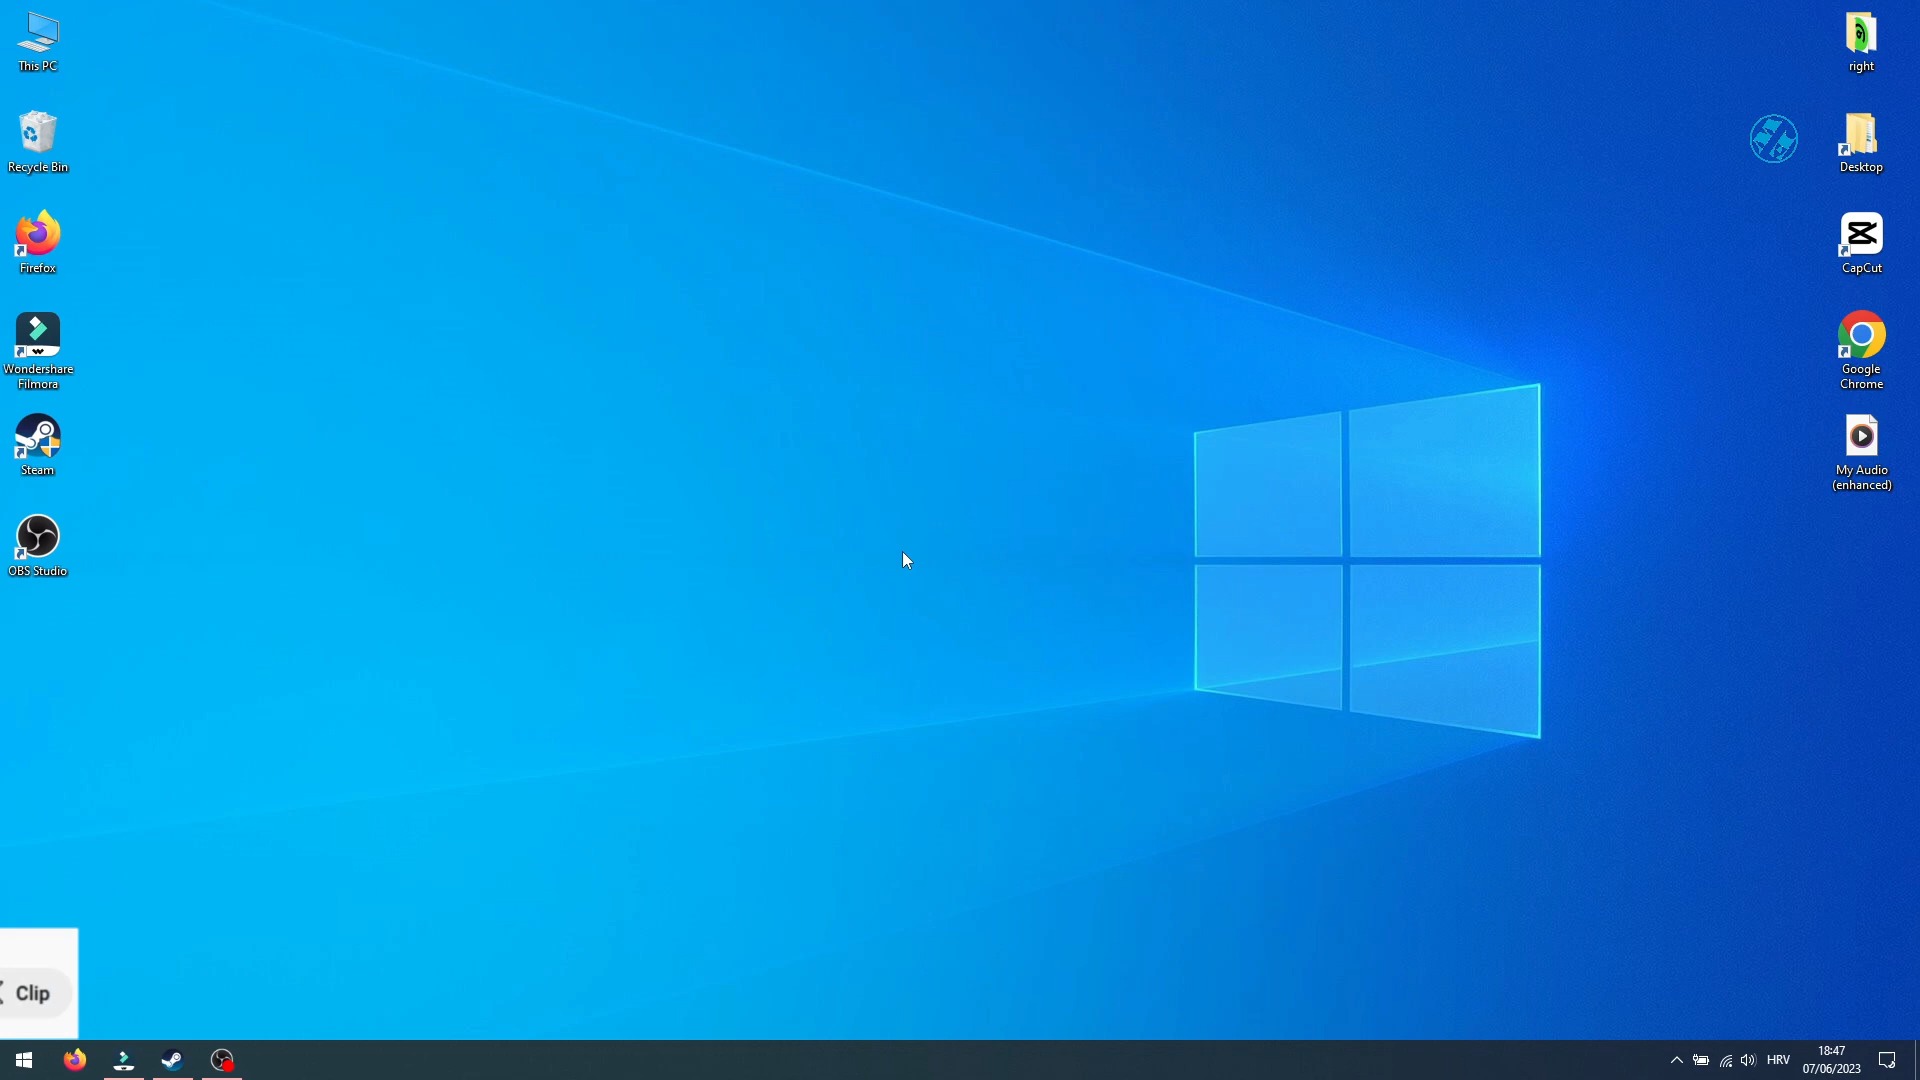 This PC
Recycle Bin
Firefox
Wondershare
Filmora
Steam
OBS Studio
right
Desktop
CapCut
Google
Chrome
My Audio
(enhanced)
Clip
HRV
18:47
07/06/2023